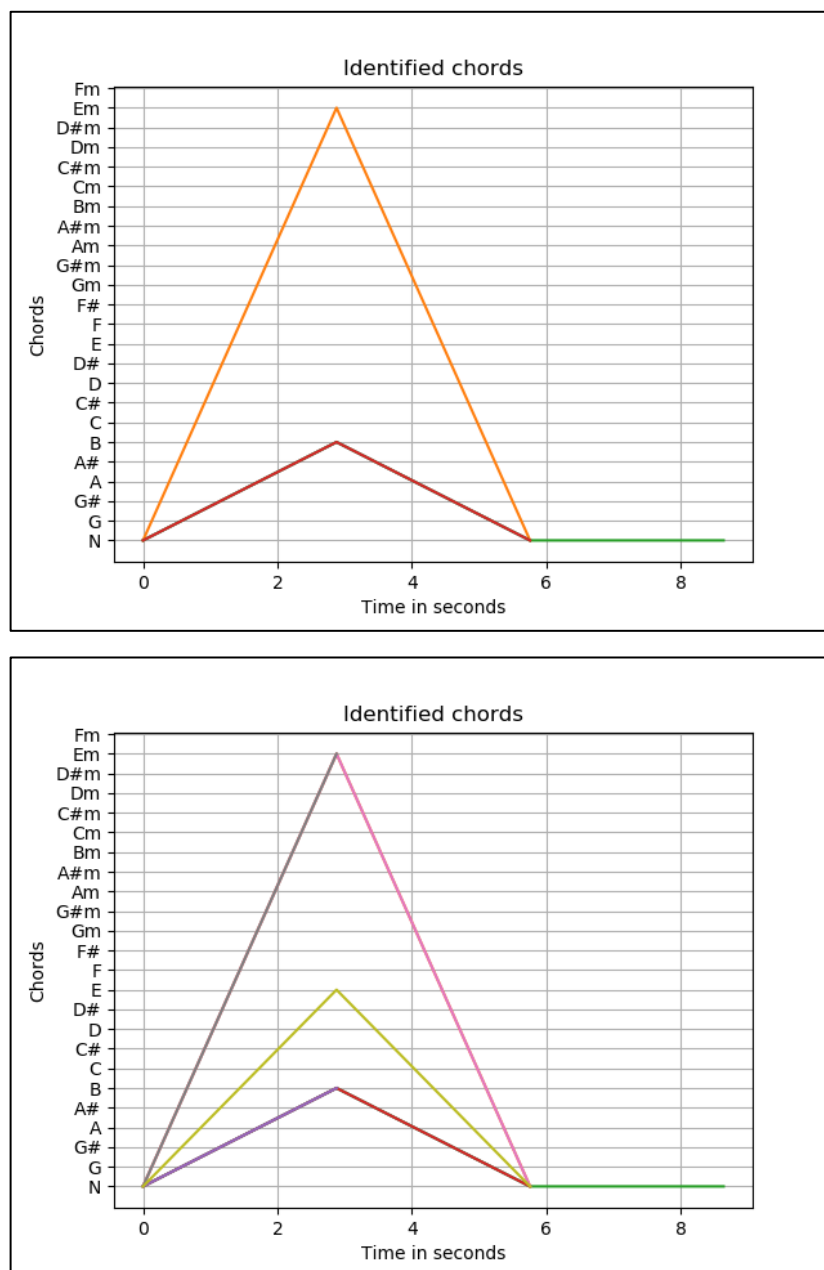 Identified chords
Fm
Em
D#m
Dm
C#m
Cm
Bm
A#m
Am
G#m
Gm
F#
F
E
D#
D
C#
C
B
A#
A
G#
G
N
Chords
0 2 4 6 8
Time in seconds
Identified chords
Fm
Em
D#m
Dm
C#m
Cm
Bm
A#m
Am
G#m
Gm
F#
F
E
D#
D
C#
C
B
A#
A
G#
G
N
Chords
0 2 4 6 8
Time in seconds